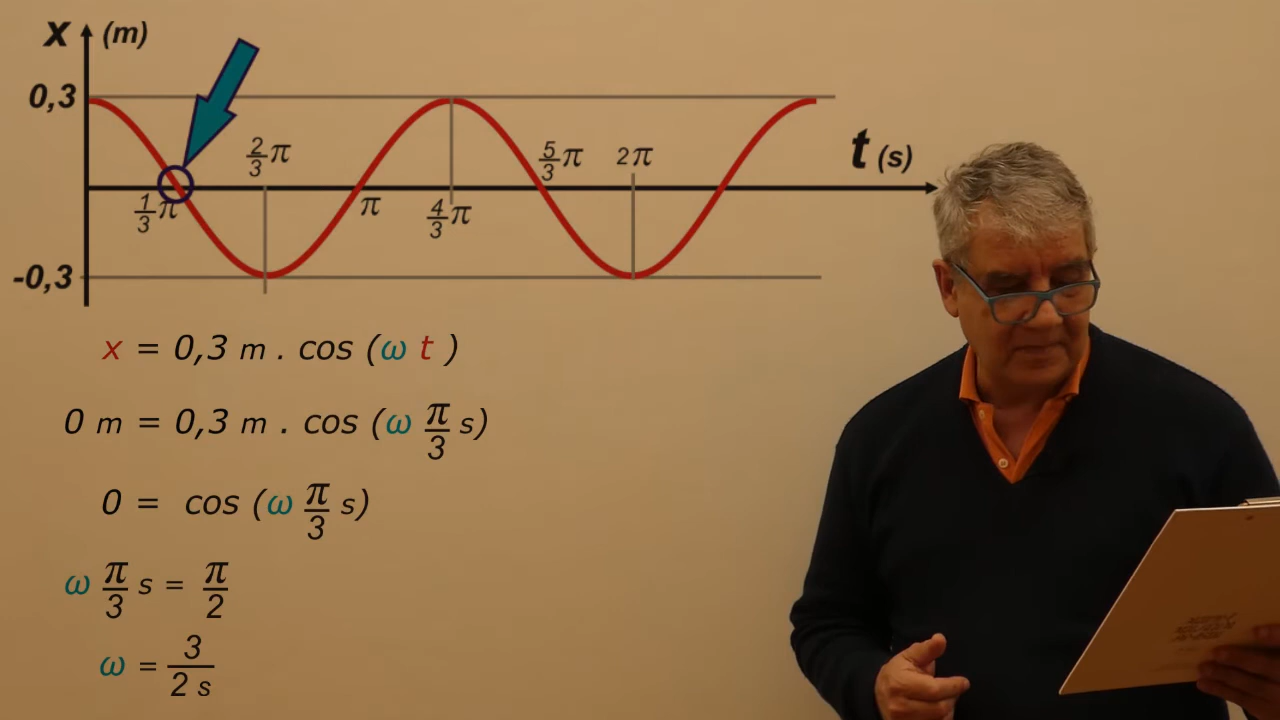 x (m)
0,3
2/3 π
5/3 π
2π
t (s)
1/3 π
π
4/3 π
-0,3
x = 0,3 m . cos (ω t )
0 m = 0,3 m . cos (ω π/3 s)
0 = cos (ω π/3 s)
ω π/3 s = π/2
ω = 3/2 s